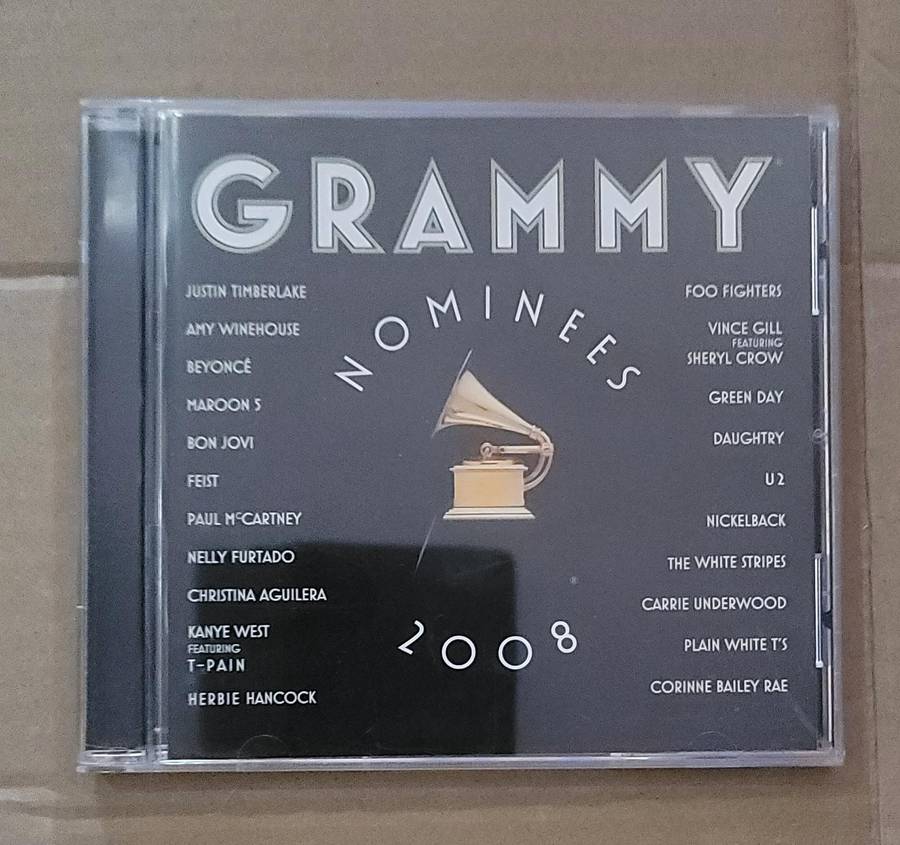 GRAMMY®
NOMINEES
JUSTIN TIMBERLAKE
AMY WINEHOUSE
BEYONCÉ
MAROON 5
BON JOVI
FEIST
PAUL McCARTNEY
NELLY FURTADO
CHRISTINA AGUILERA
KANYE WEST
FEATURING
T-PAIN
HERBIE HANCOCK
FOO FIGHTERS
VINCE GILL
FEATURING
SHERYL CROW
GREEN DAY
DAUGHTRY
U2
NICKELBACK
THE WHITE STRIPES
CARRIE UNDERWOOD
PLAIN WHITE T'S
CORINNE BAILEY RAE
®
2008